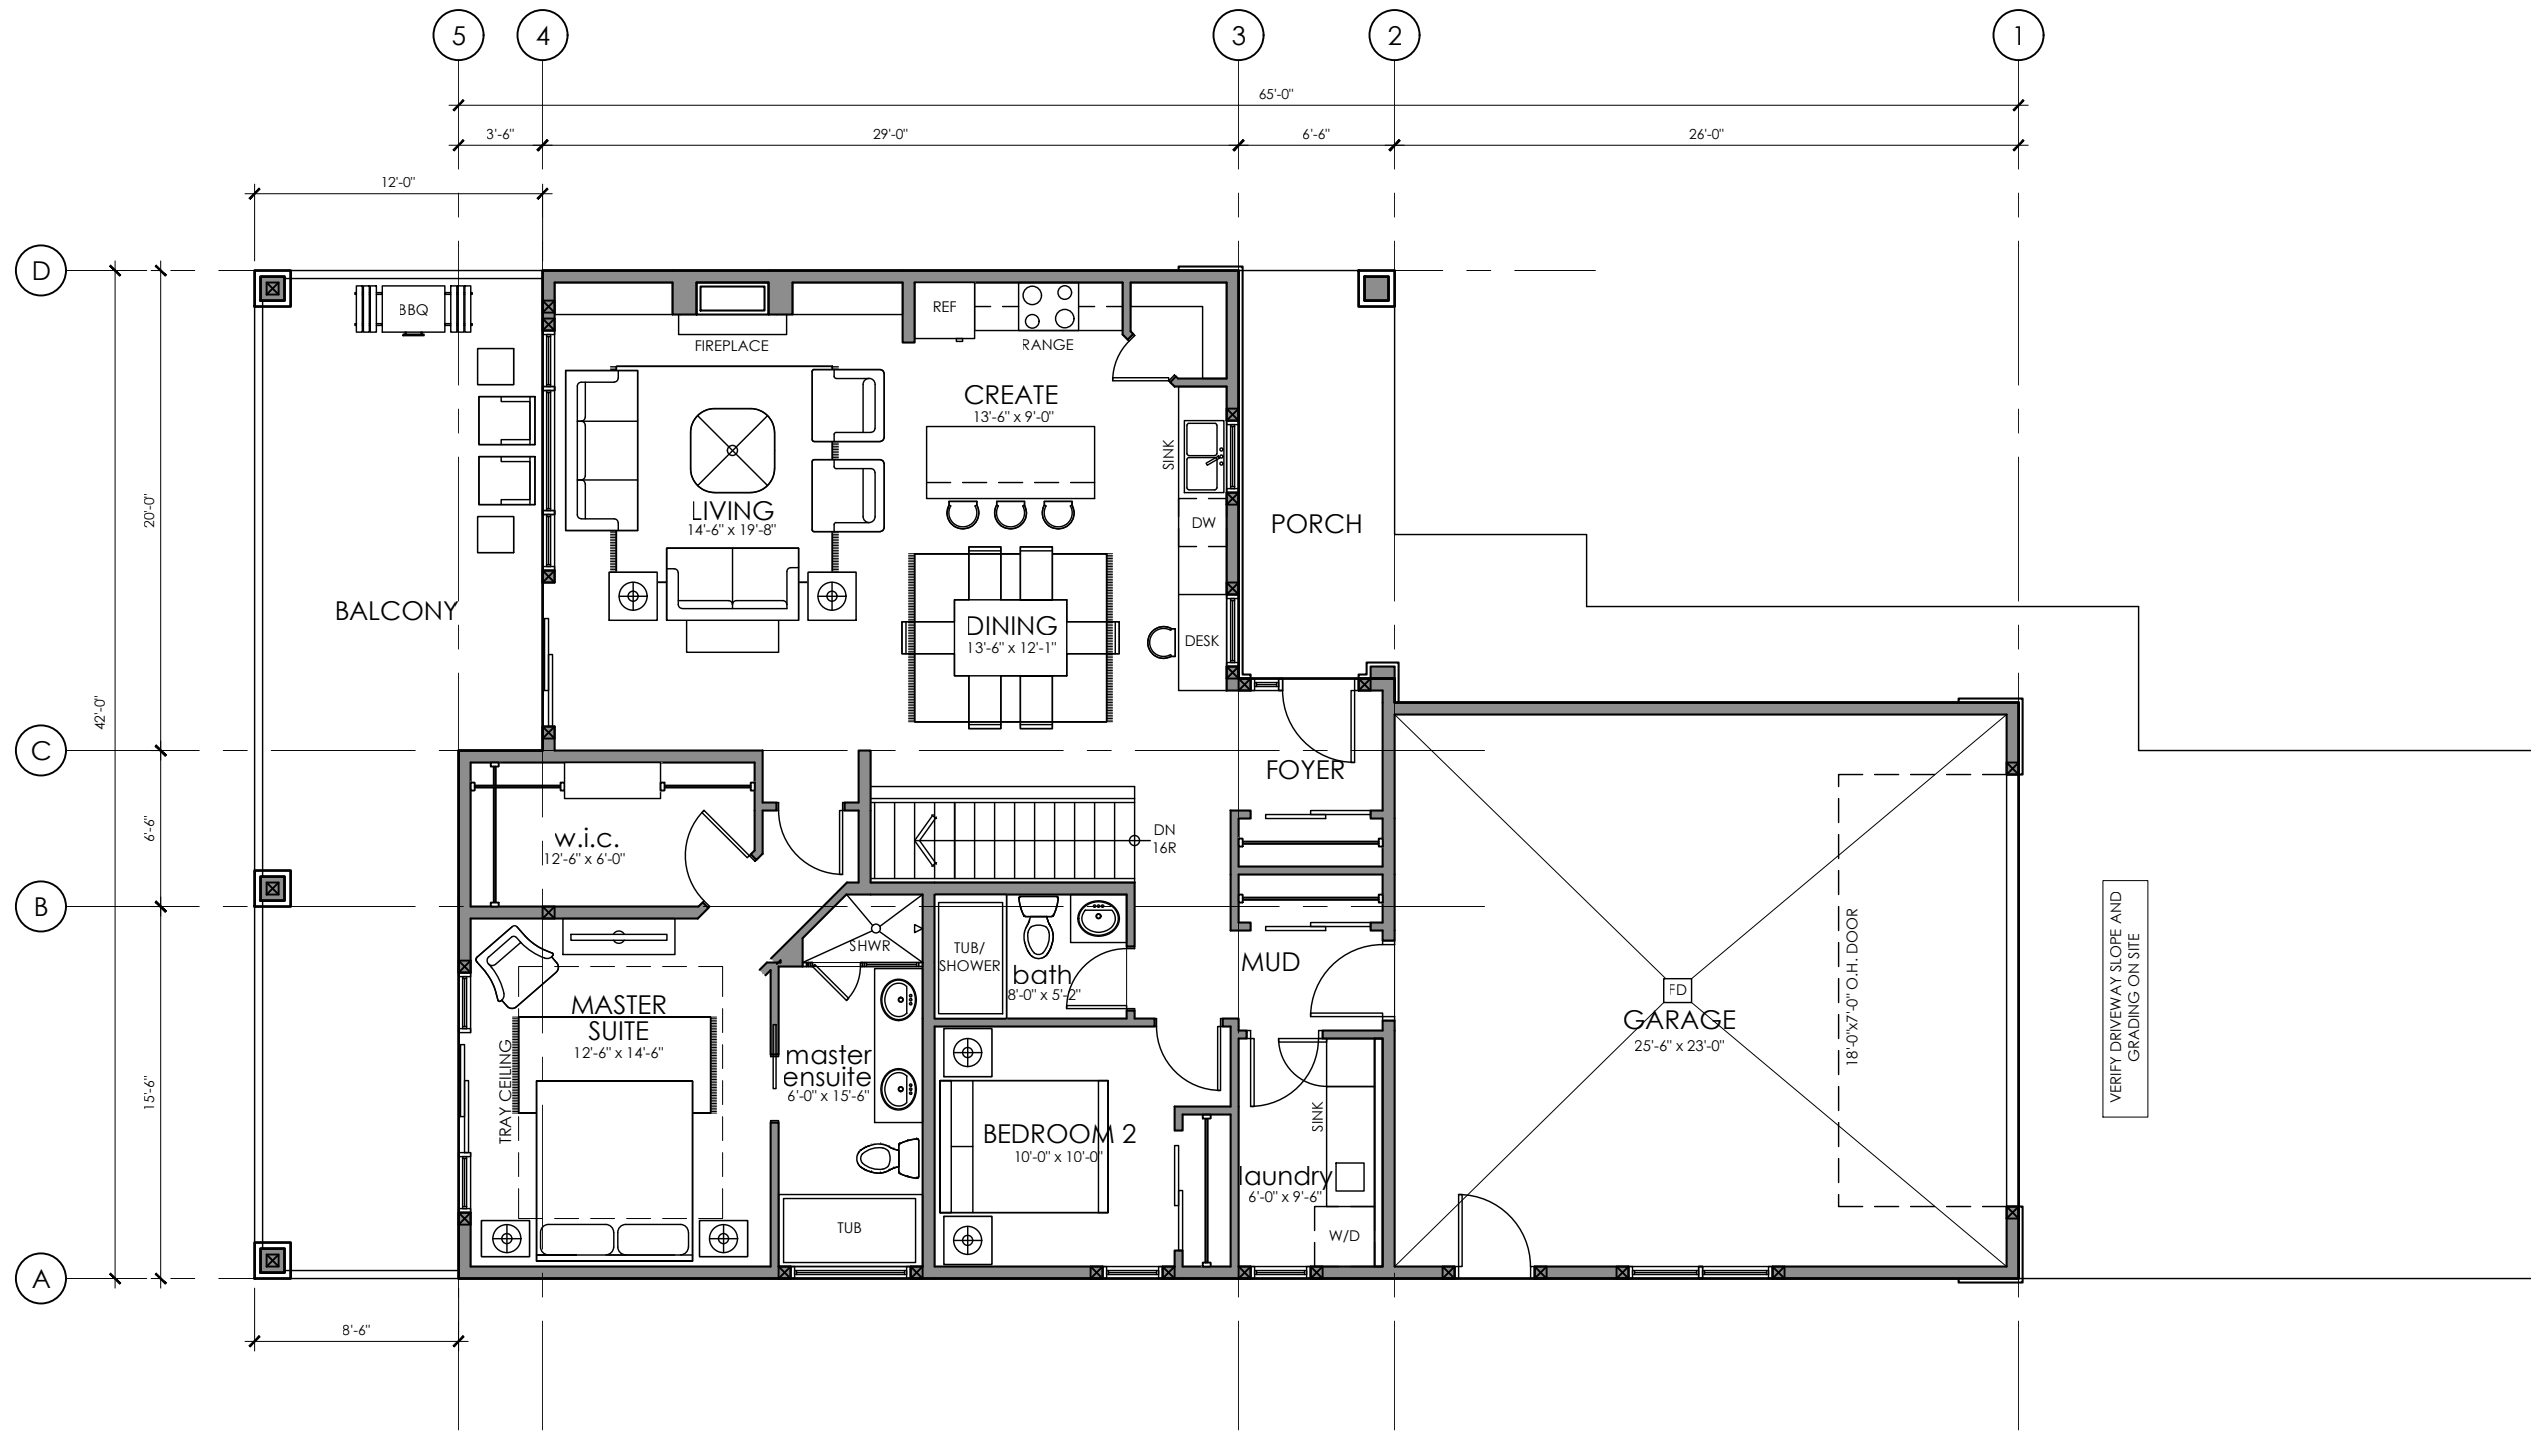 5
4
3
2
1
65'-0"
3'-6"
29'-0"
6'-6"
26'-0"
12'-0"
D
C
B
A
42'-0"
20'-0"
6'-6"
15'-6"
8'-6"
BBQ
REF
FIREPLACE
RANGE
CREATE
13'-6" x 9'-0"
SINK
LIVING
14'-6" x 19'-8"
DW
PORCH
BALCONY
DINING
13'-6" x 12'-1"
DESK
FOYER
w.i.c.
12'-6" x 6'-0"
DN
16R
SHWR
TUB/
SHOWER
bath
8'-0" x 5'-2"
MUD
MASTER
SUITE
12'-6" x 14'-6"
TRAY CEILING
master
ensuite
6'-0" x 15'-6"
TUB
BEDROOM 2
10'-0" x 10'-0"
SINK
laundry
6'-0" x 9'-6"
W/D
FD
GARAGE
25'-6" x 23'-0"
18'-0"x7'-0" O.H. DOOR
VERIFY DRIVEWAY SLOPE AND
GRADING ON SITE